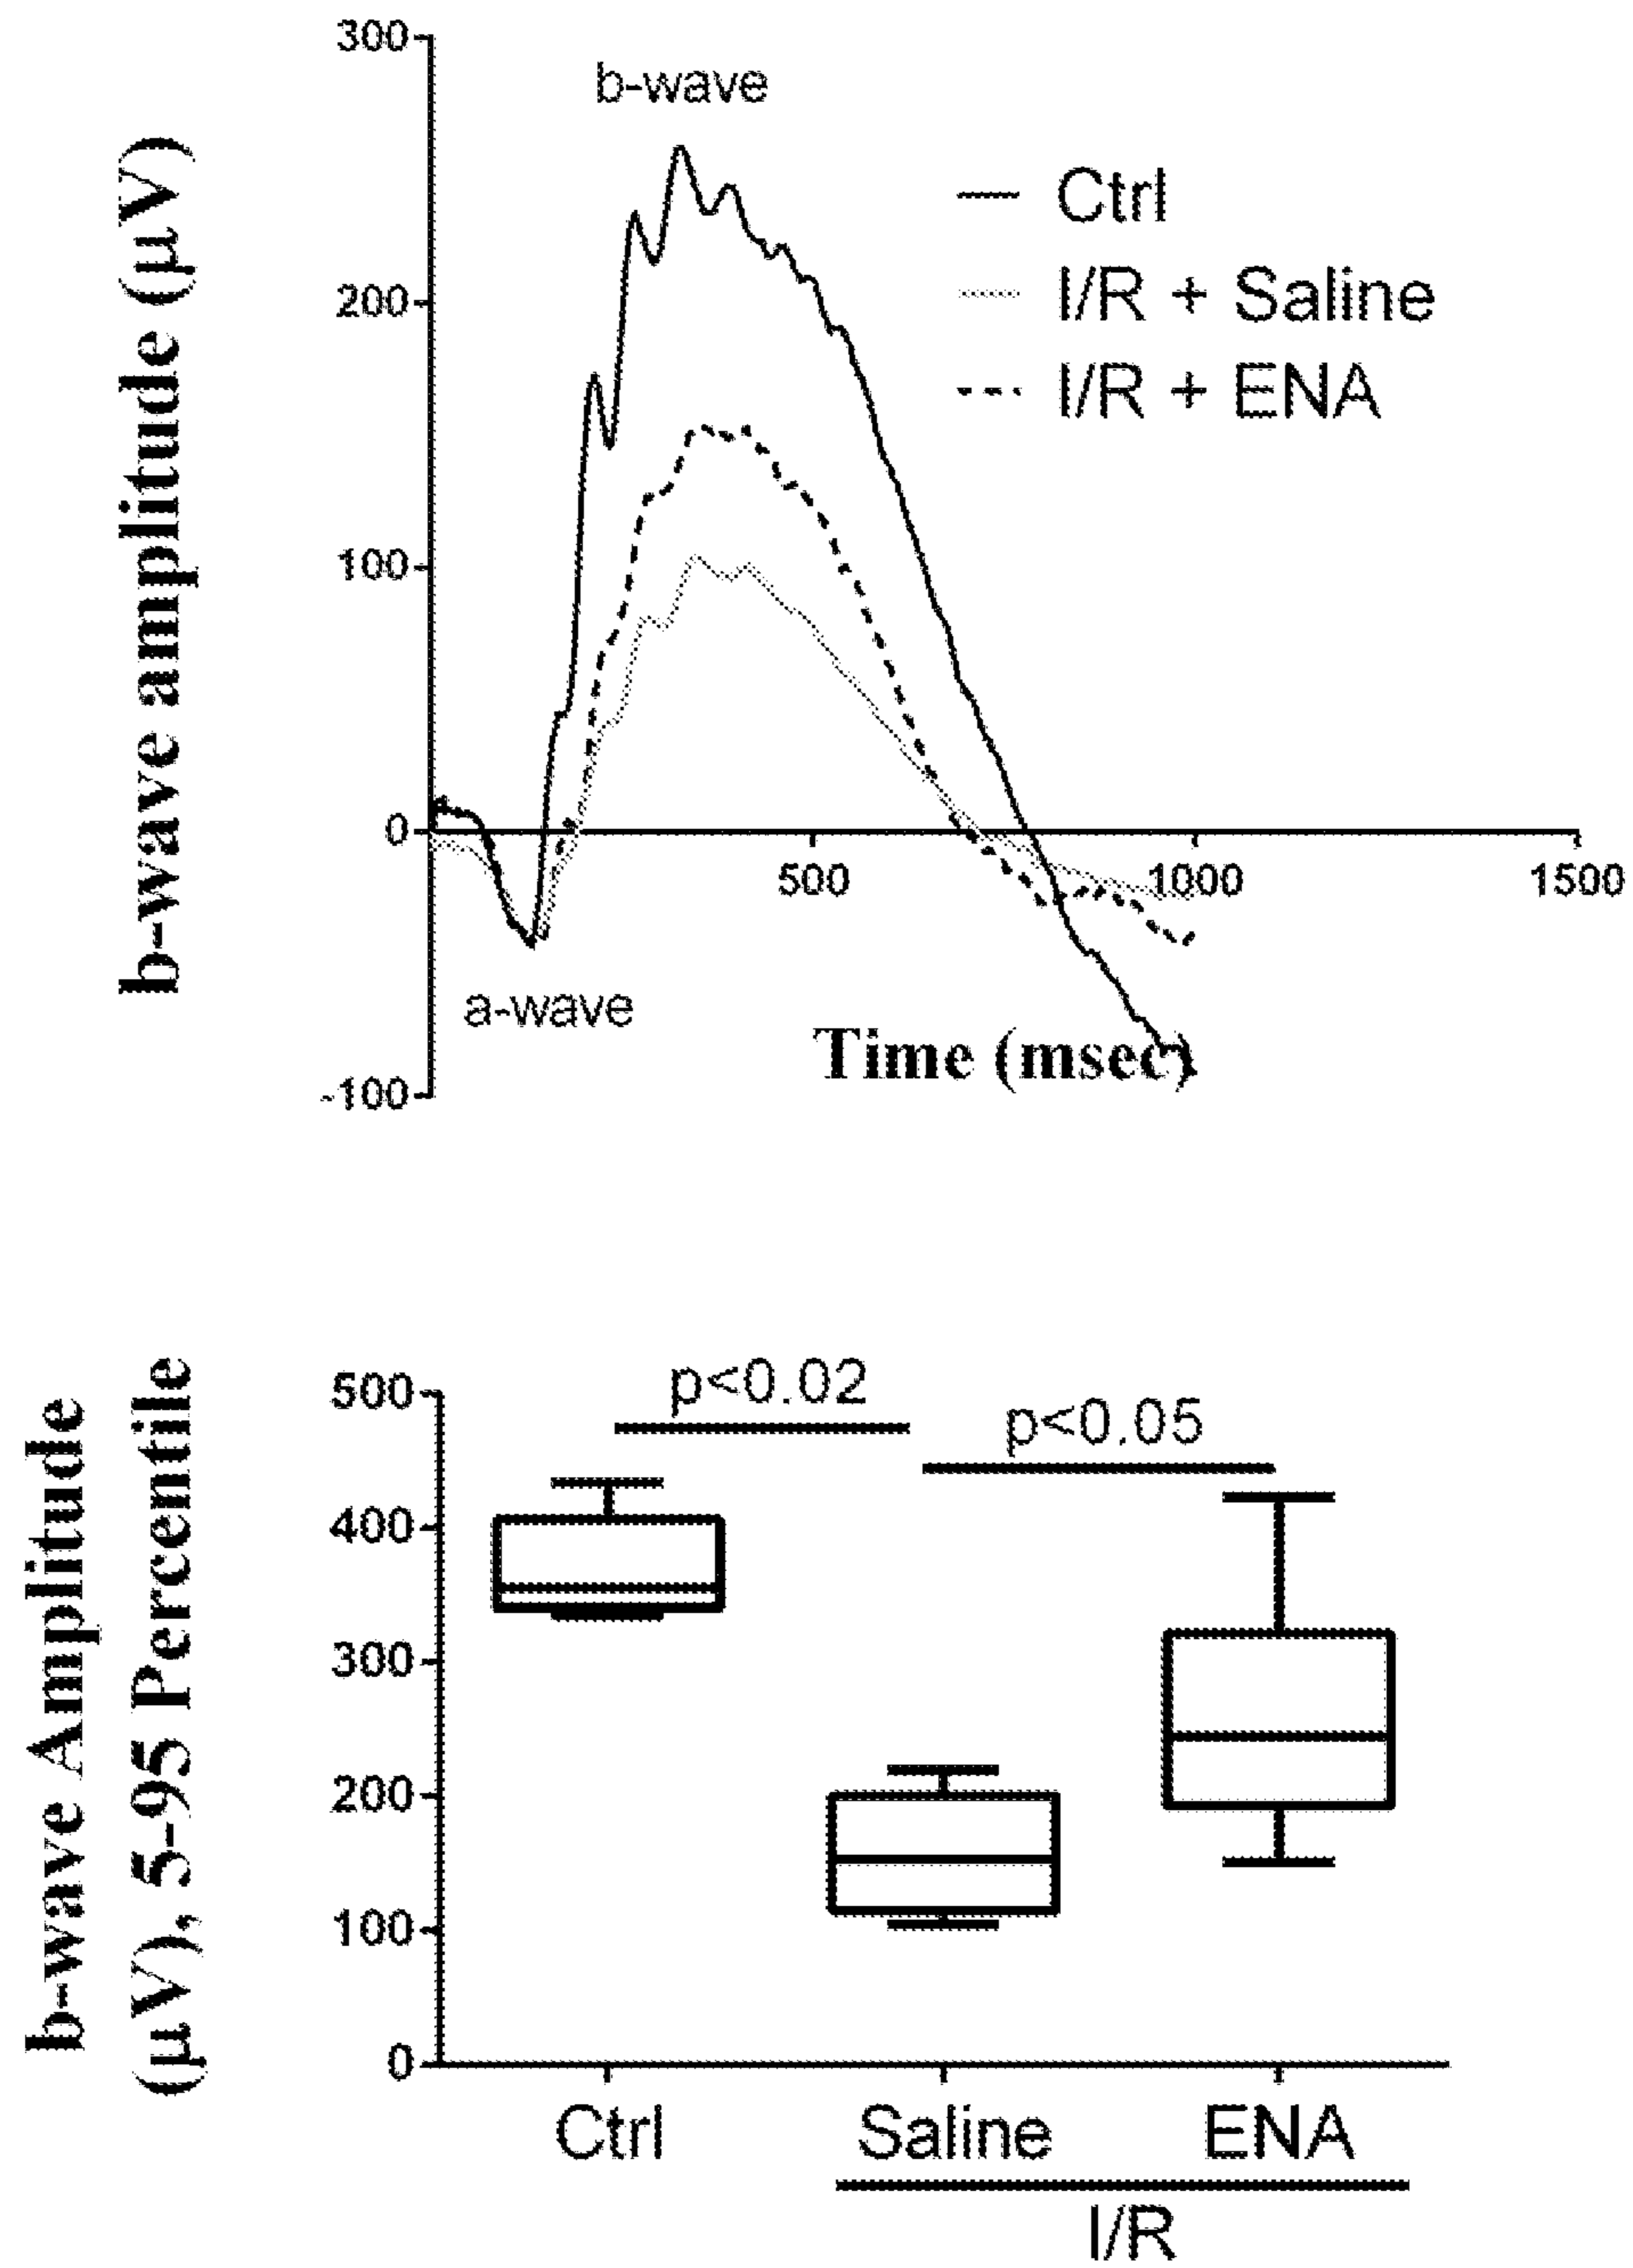 300
b-wave
Ctrl
I/R + Saline
I/R + ENA
200
100
0
500
1000
1500
a-wave
Time (msec)
-100
b-wave amplitude (µV)
500
p<0.02
p<0.05
400
300
200
100
0
b-wave Amplitude
(µV), 5-95 Percentile
Ctrl
Saline
ENA
I/R